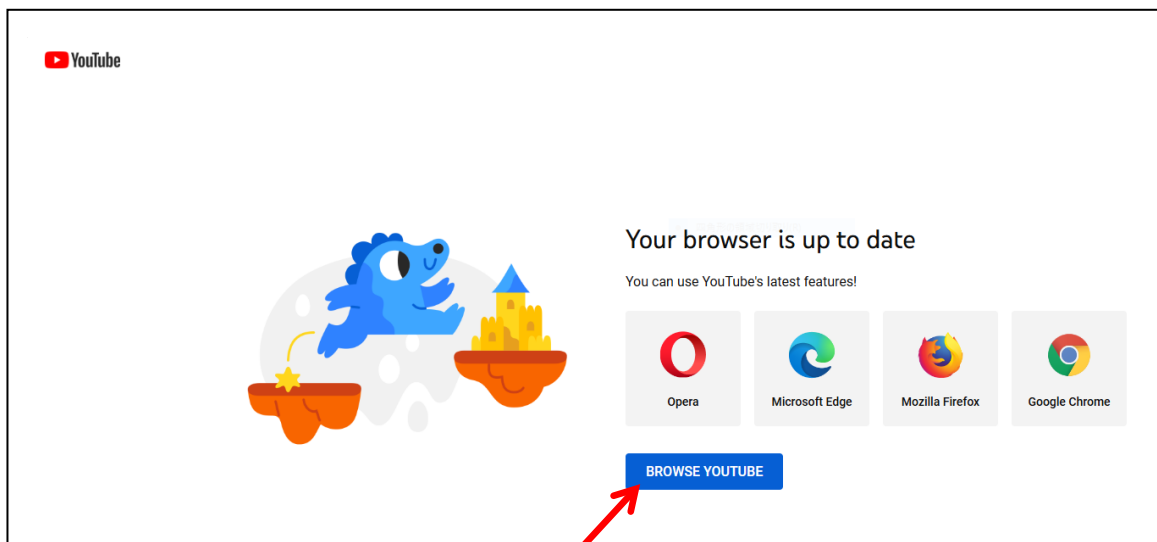 YouTube
Your browser is up to date
You can use YouTube's latest features!
Opera Microsoft Edge Mozilla Firefox Google Chrome
BROWSE YOUTUBE